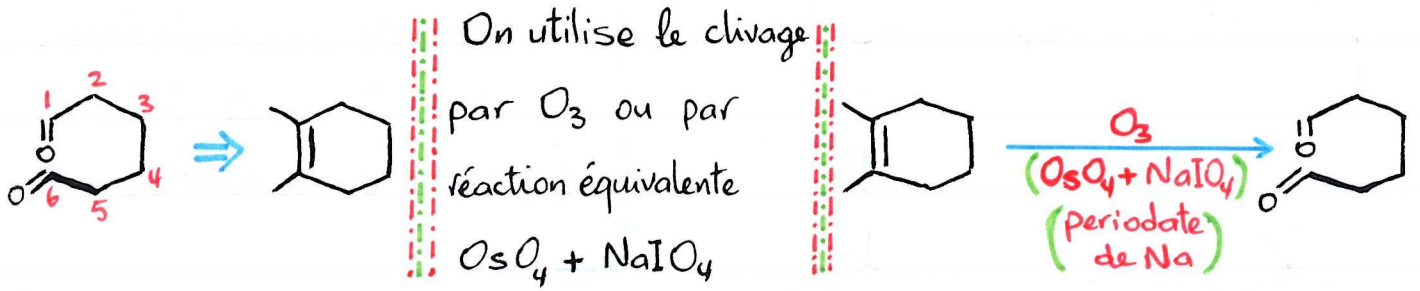 1
2
3
4
5
6
O
O
⇒
On utilise le clivage
par O₃ ou par
réaction équivalente
OsO₄ + NaIO₄
O₃
(OsO₄ + NaIO₄)
(periodate
de Na)
O
O